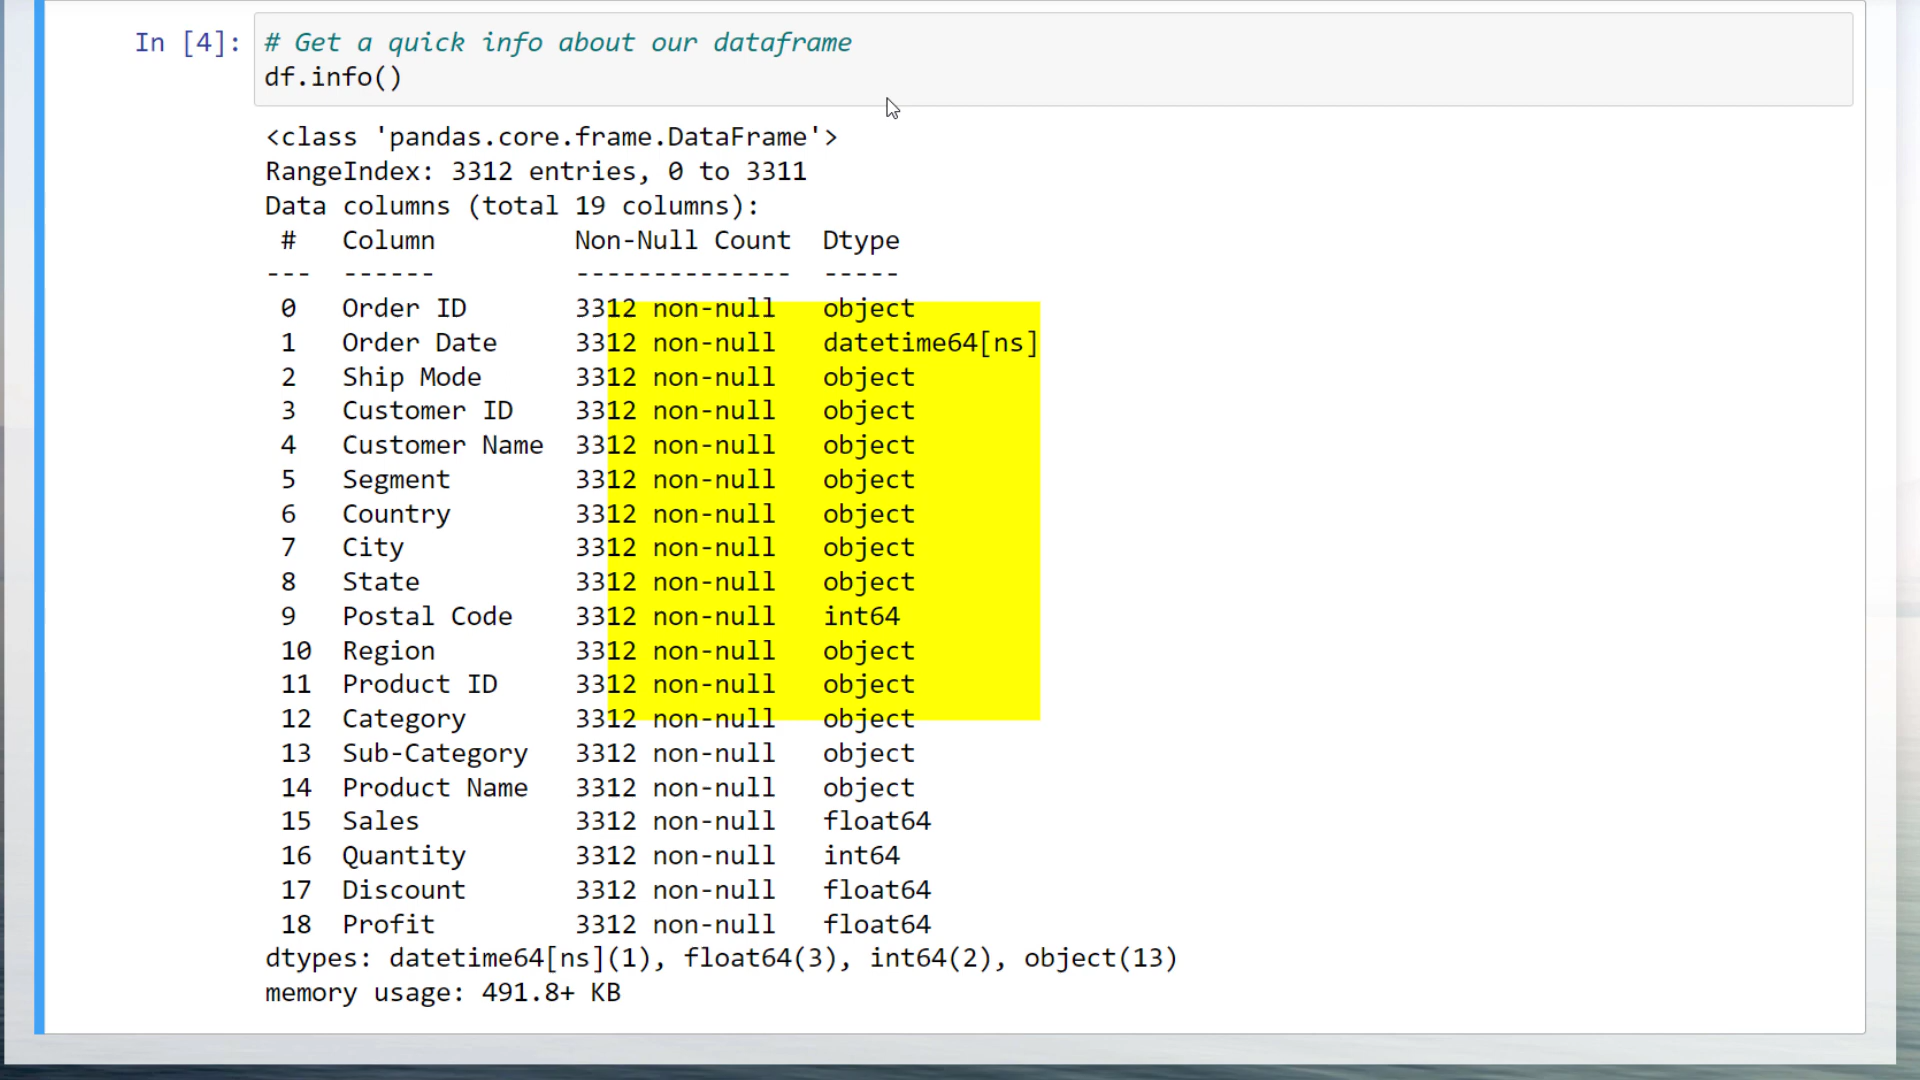 In [4]: # Get a quick info about our dataframe
df.info()
<class 'pandas.core.frame.DataFrame'>
RangeIndex: 3312 entries, 0 to 3311
Data columns (total 19 columns):
 #   Column         Non-Null Count  Dtype
---  ------         --------------  -----
 0   Order ID       3312 non-null   object
 1   Order Date     3312 non-null   datetime64[ns]
 2   Ship Mode      3312 non-null   object
 3   Customer ID    3312 non-null   object
 4   Customer Name  3312 non-null   object
 5   Segment        3312 non-null   object
 6   Country        3312 non-null   object
 7   City           3312 non-null   object
 8   State          3312 non-null   object
 9   Postal Code    3312 non-null   int64
 10  Region         3312 non-null   object
 11  Product ID     3312 non-null   object
 12  Category       3312 non-null   object
 13  Sub-Category   3312 non-null   object
 14  Product Name   3312 non-null   object
 15  Sales          3312 non-null   float64
 16  Quantity       3312 non-null   int64
 17  Discount       3312 non-null   float64
 18  Profit         3312 non-null   float64
dtypes: datetime64[ns](1), float64(3), int64(2), object(13)
memory usage: 491.8+ KB